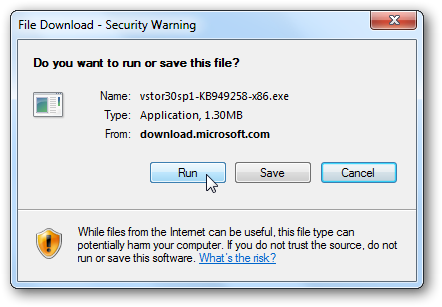 File Download - Security Warning
Do you want to run or save this file?
Name: vstor30sp1-KB949258-x86.exe
Type: Application, 1.30MB
From: download.microsoft.com
Run Save Cancel
While files from the Internet can be useful, this file type can
potentially harm your computer. If you do not trust the source, do not
run or save this software. What's the risk?